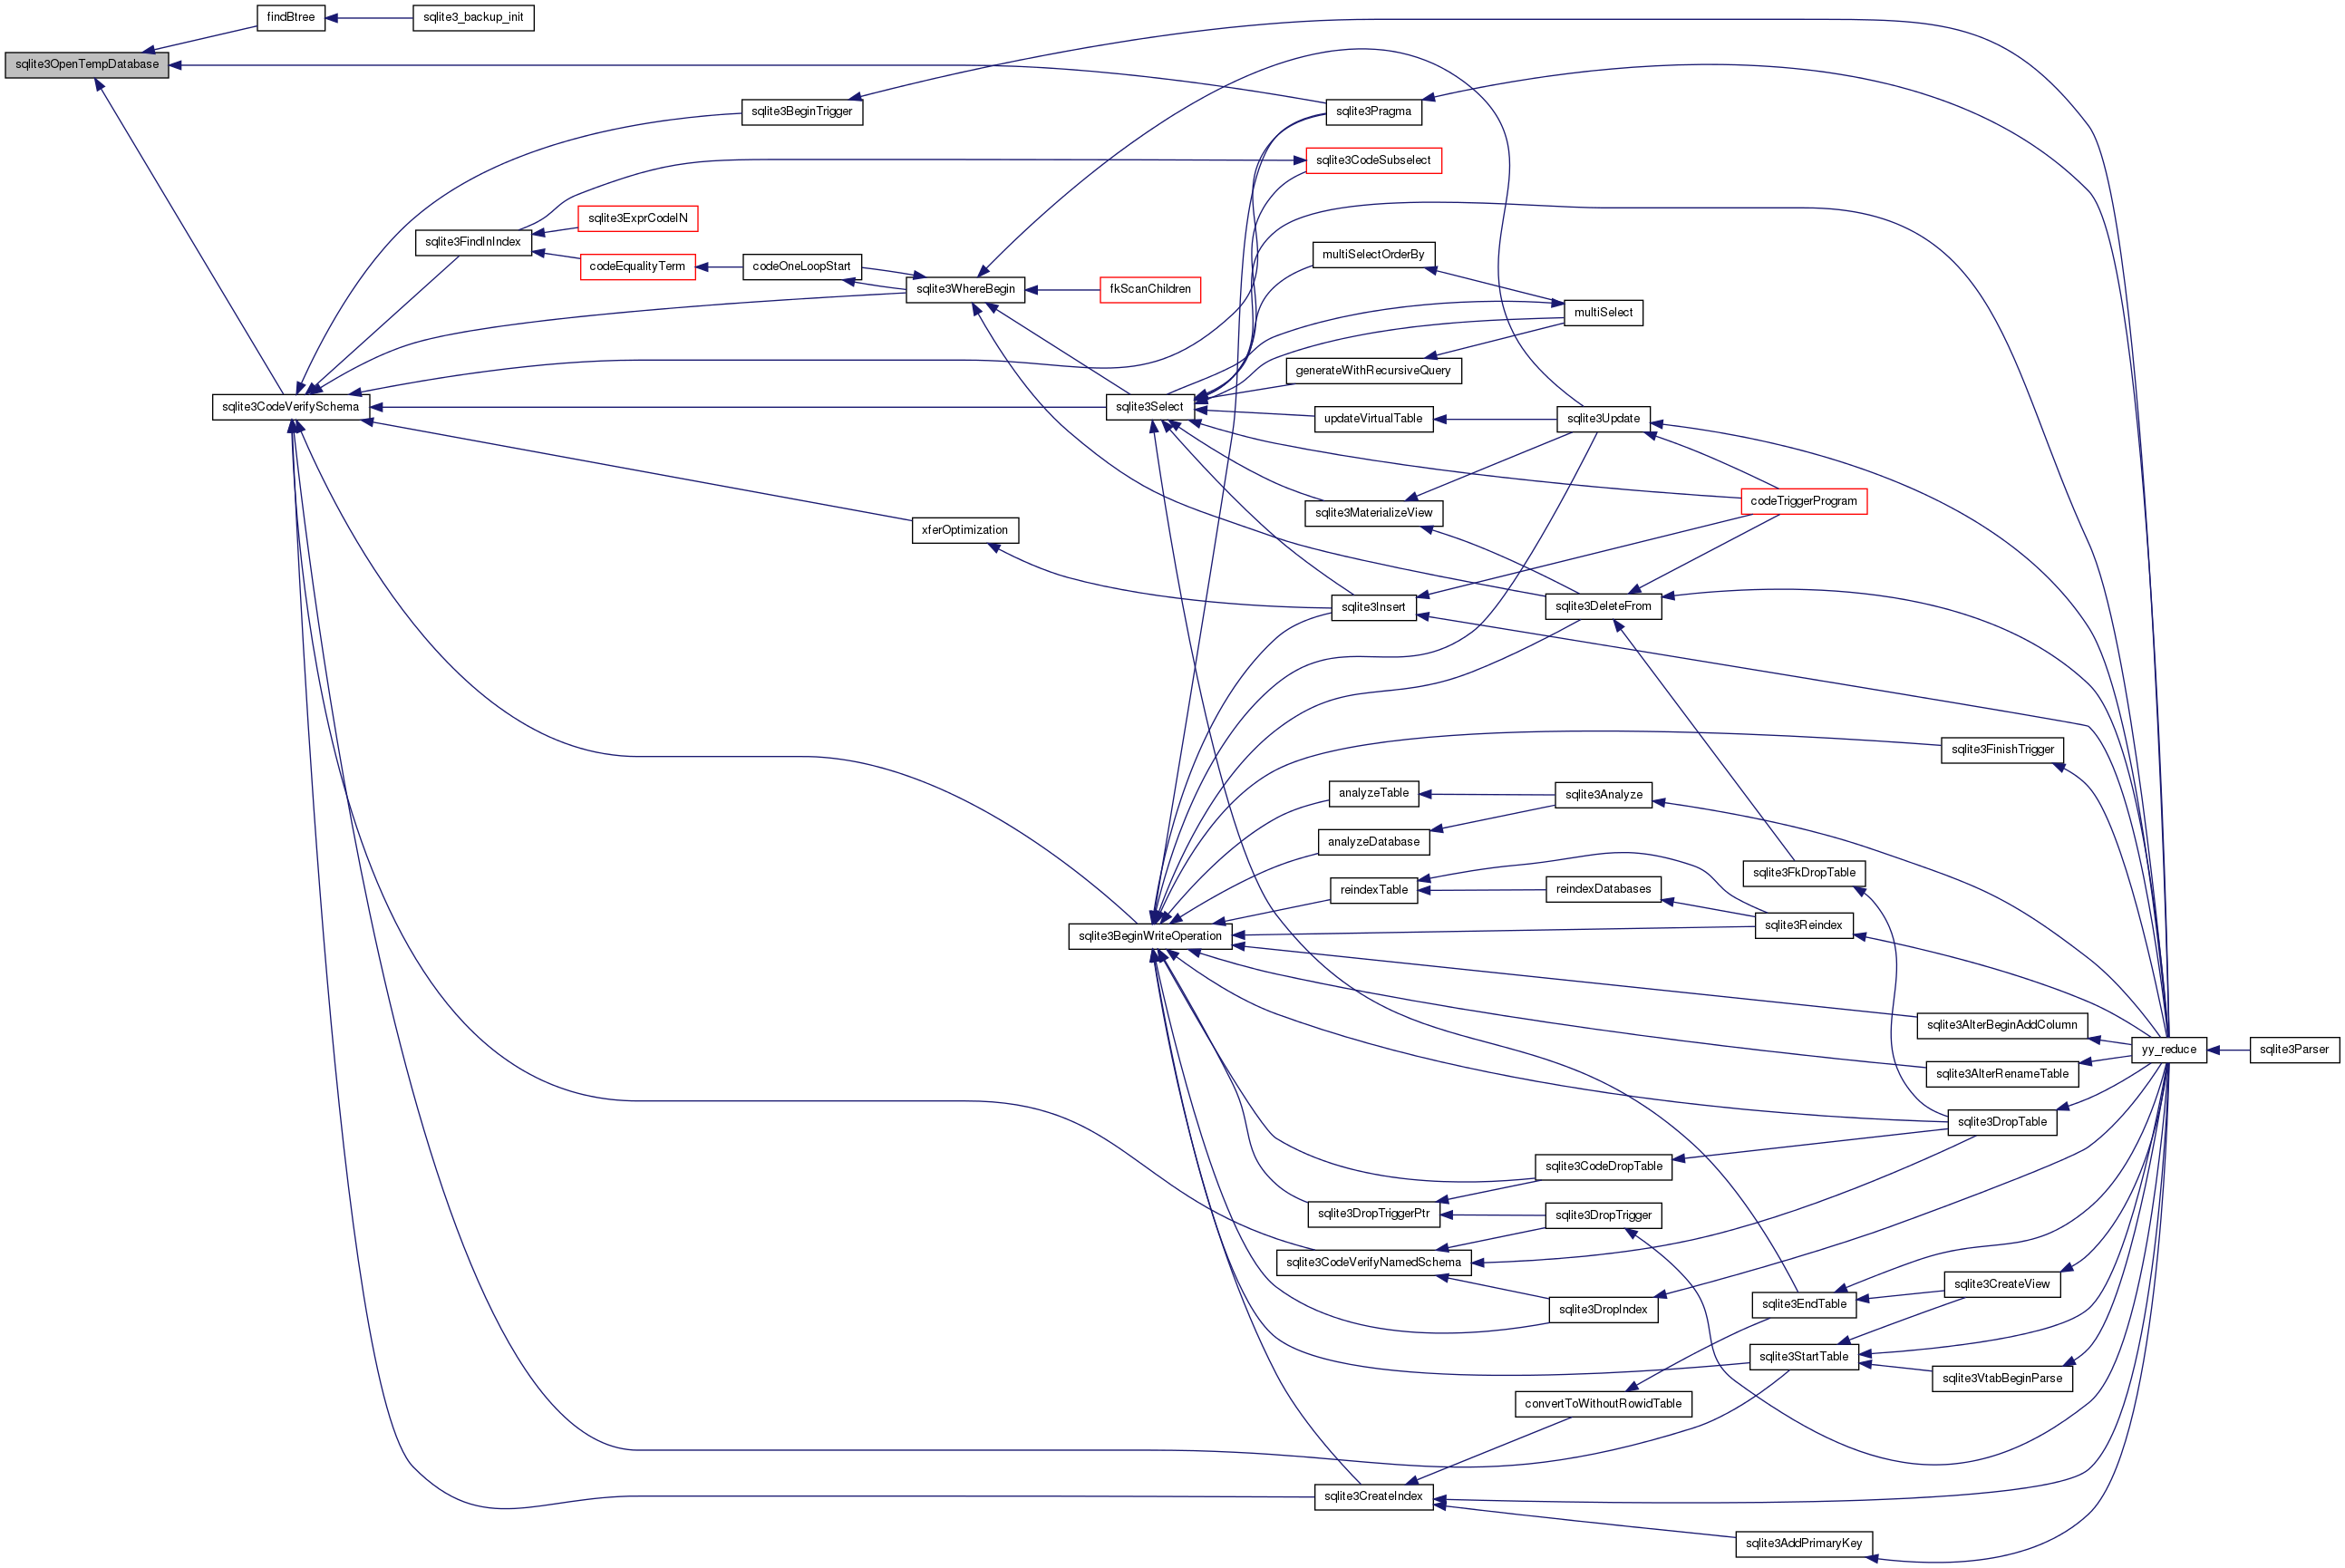 findBtree
sqlite3_backup_init
sqlite3OpenTempDatabase
sqlite3BeginTrigger
sqlite3Pragma
sqlite3CodeSubselect
sqlite3ExprCodeIN
sqlite3FindInIndex
multiSelectOrderBy
codeEqualityTerm
codeOneLoopStart
sqlite3WhereBegin
fkScanChildren
multiSelect
generateWithRecursiveQuery
sqlite3CodeVerifySchema
sqlite3Select
updateVirtualTable
sqlite3Update
codeTriggerProgram
sqlite3MaterializeView
xferOptimization
sqlite3Insert
sqlite3DeleteFrom
sqlite3FinishTrigger
analyzeTable
sqlite3Analyze
analyzeDatabase
sqlite3FkDropTable
reindexTable
reindexDatabases
sqlite3Reindex
sqlite3BeginWriteOperation
sqlite3AlterBeginAddColumn
yy_reduce
sqlite3Parser
sqlite3AlterRenameTable
sqlite3DropTable
sqlite3CodeDropTable
sqlite3DropTriggerPtr
sqlite3DropTrigger
sqlite3CodeVerifyNamedSchema
sqlite3CreateView
sqlite3EndTable
sqlite3DropIndex
sqlite3StartTable
sqlite3VtabBeginParse
convertToWithoutRowidTable
sqlite3CreateIndex
sqlite3AddPrimaryKey